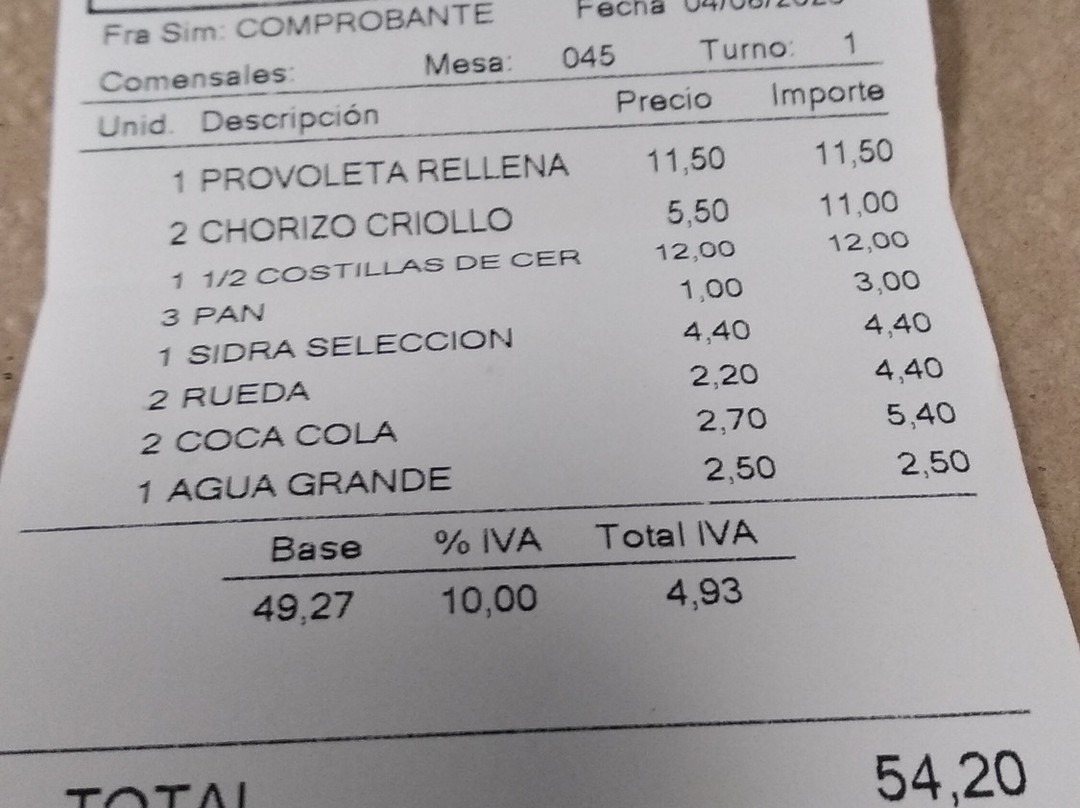 Fra Sim: COMPROBANTE Fecha
Comensales: Mesa: 045 Turno: 1
Unid. Descripción Precio Importe
1 PROVOLETA RELLENA 11,50 11,50
2 CHORIZO CRIOLLO 5,50 11,00
1 1/2 COSTILLAS DE CER 12,00 12,00
3 PAN 1,00 3,00
1 SIDRA SELECCION 4,40 4,40
2 RUEDA 2,20 4,40
2 COCA COLA 2,70 5,40
1 AGUA GRANDE 2,50 2,50
Base % IVA Total IVA
49,27 10,00 4,93
TOTAL 54,20